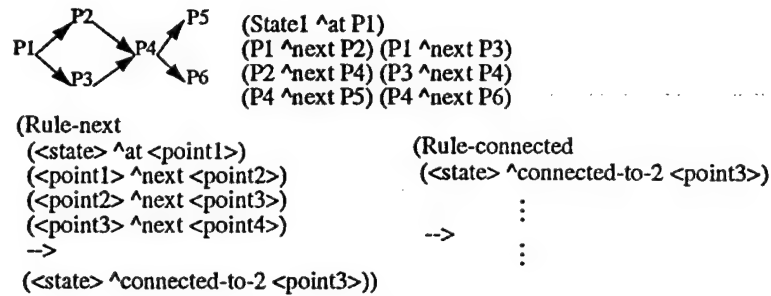 P2 P5
P1 P4
P3 P6
(State1 ^at P1)
(P1 ^next P2) (P1 ^next P3)
(P2 ^next P4) (P3 ^next P4)
(P4 ^next P5) (P4 ^next P6)
(Rule-next
(<state> ^at <point1>)
(<point1> ^next <point2>)
(<point2> ^next <point3>)
(<point3> ^next <point4>)
-->
(<state> ^connected-to-2 <point3>))
(Rule-connected
(<state> ^connected-to-2 <point3>)
⋮
-->
⋮